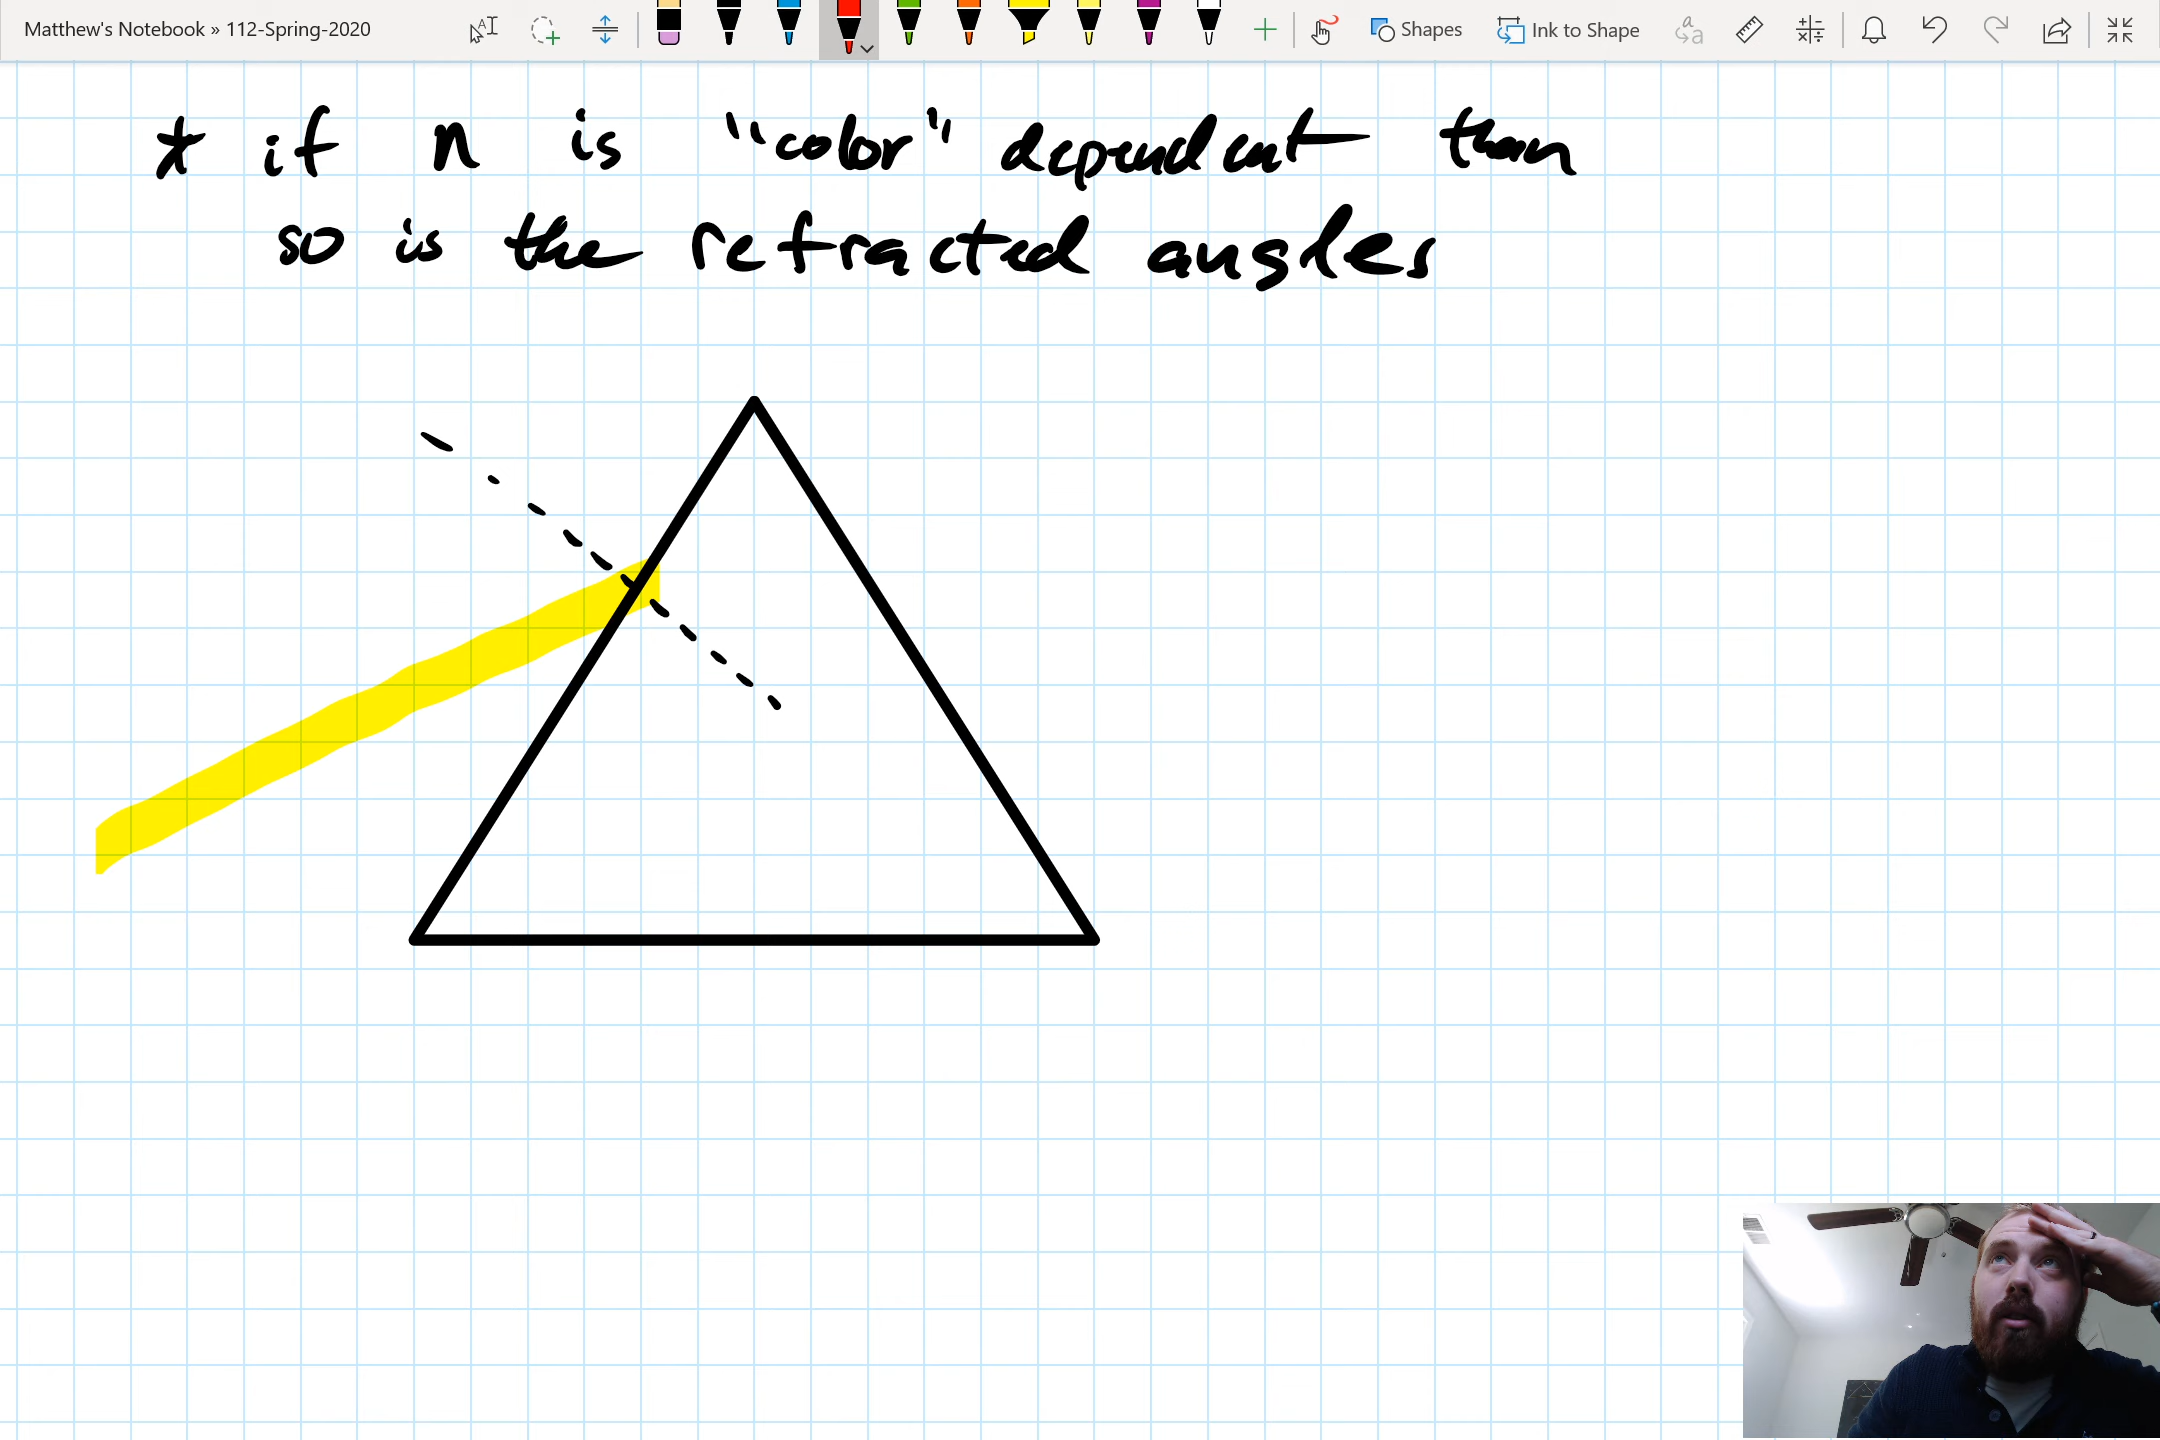 Matthew's Notebook » 112-Spring-2020
Shapes
Ink to Shape
* if n is "color" dependent than
so is the refracted angles